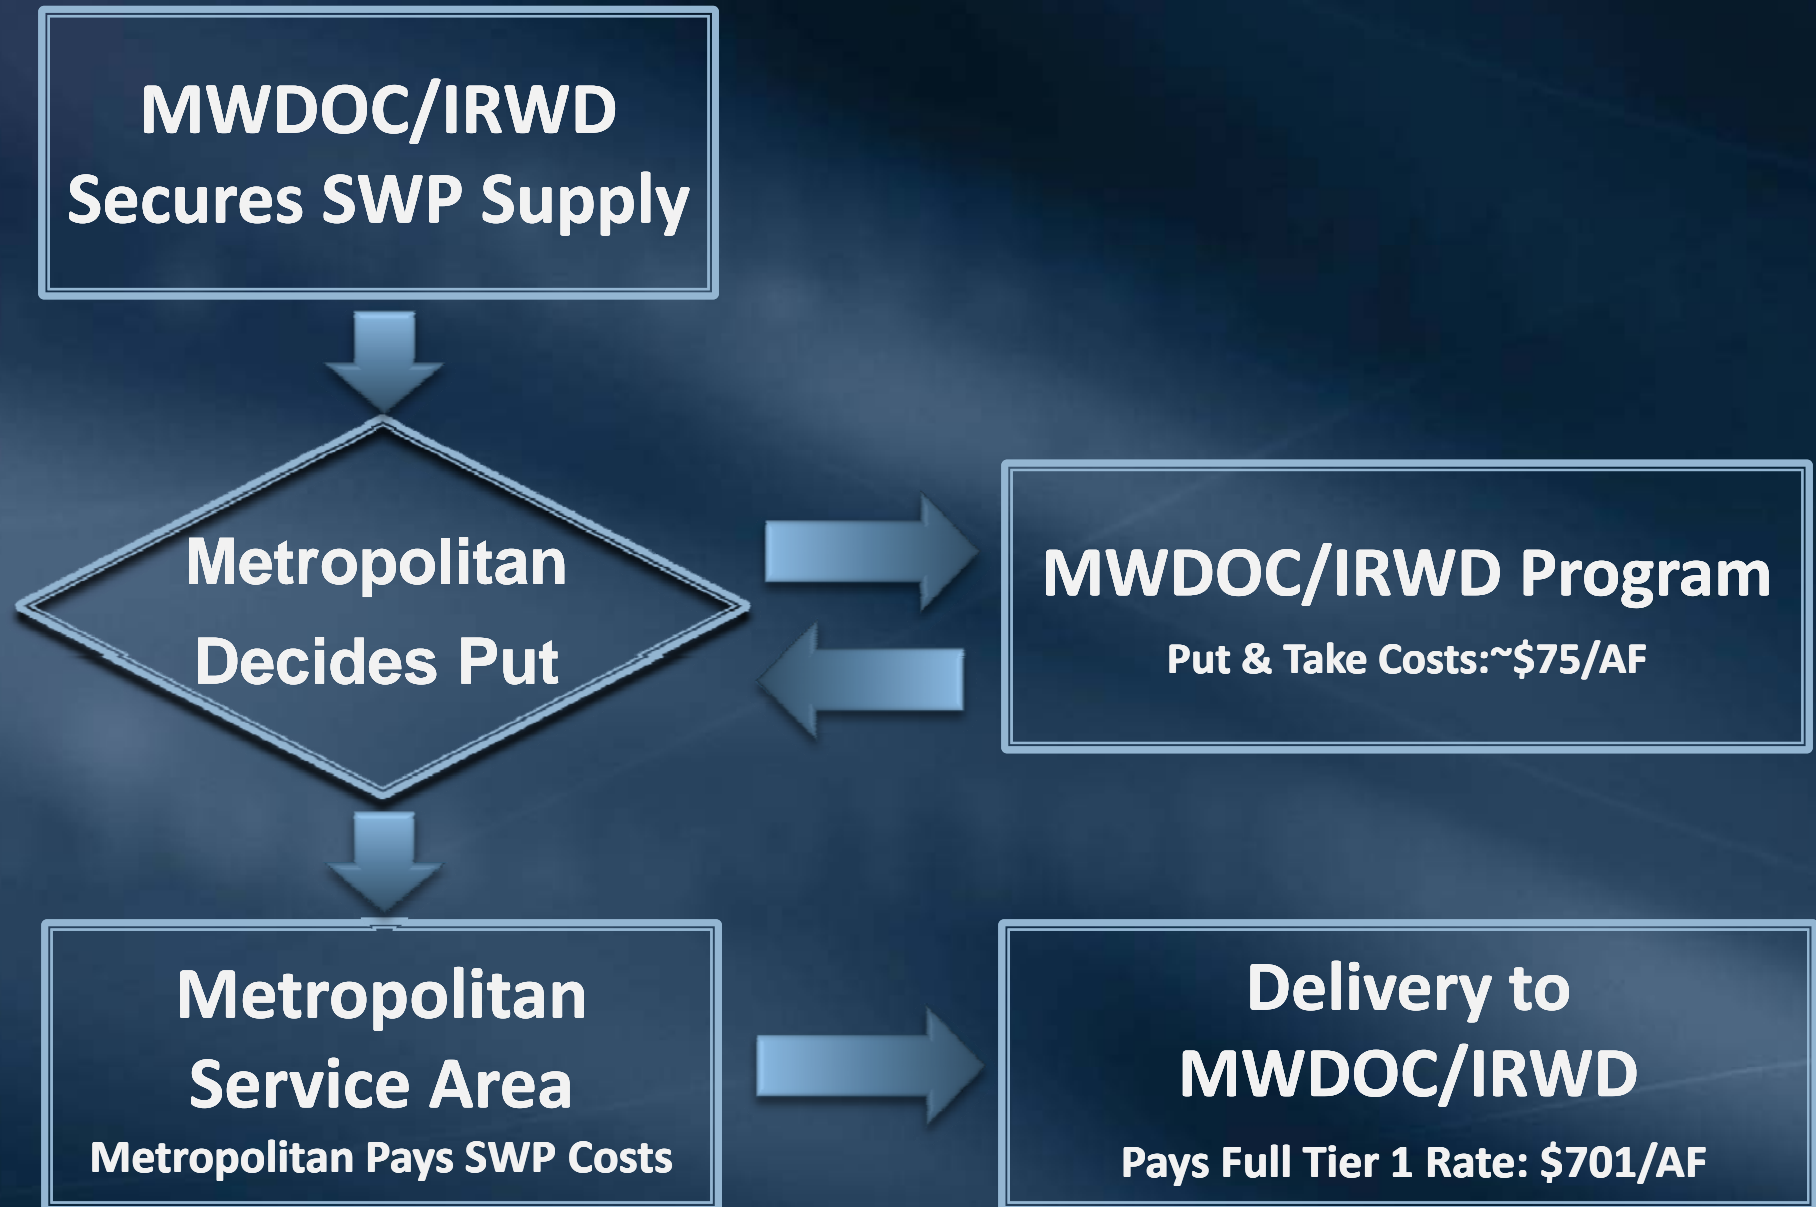 MWDOC/IRWD
Secures SWP Supply
Metropolitan
Decides Put
MWDOC/IRWD Program
Put & Take Costs:~$75/AF
Metropolitan
Service Area
Metropolitan Pays SWP Costs
Delivery to
MWDOC/IRWD
Pays Full Tier 1 Rate: $701/AF